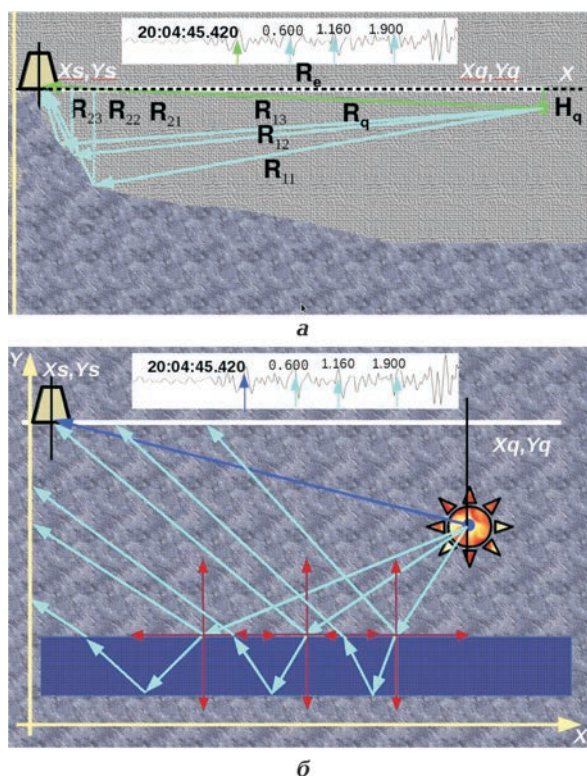 20:04:45.420 0.600 1.160 1.900
Xs,Ys Re Xq,Yq X
R23 R22 R21 R13 Rq Hq
R12
R11
а
Y 20:04:45.420 0.600 1.160 1.900
Xs,Ys
Xq,Yq
X
б